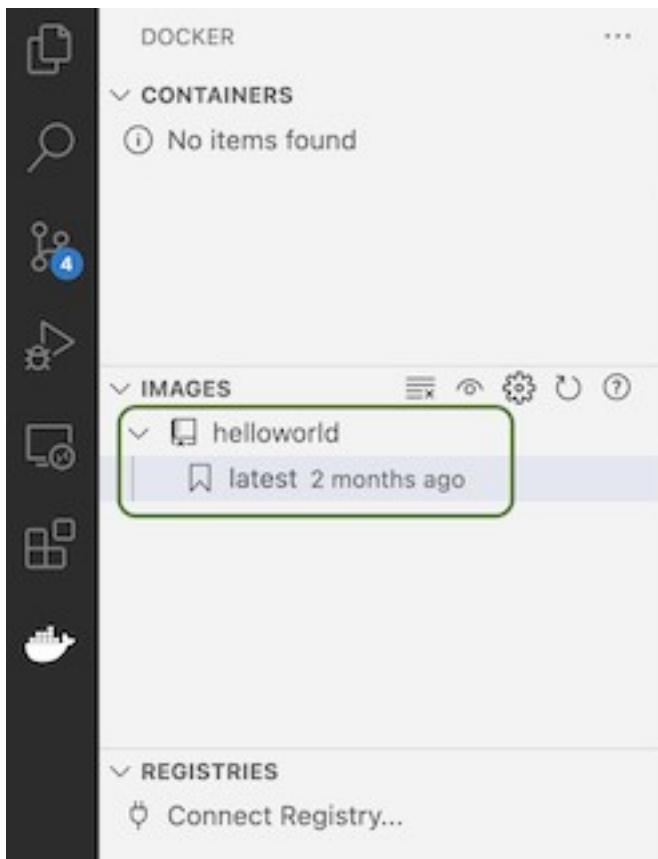 DOCKER
CONTAINERS
No items found
4
IMAGES
helloworld
latest 2 months ago
REGISTRIES
Connect Registry...